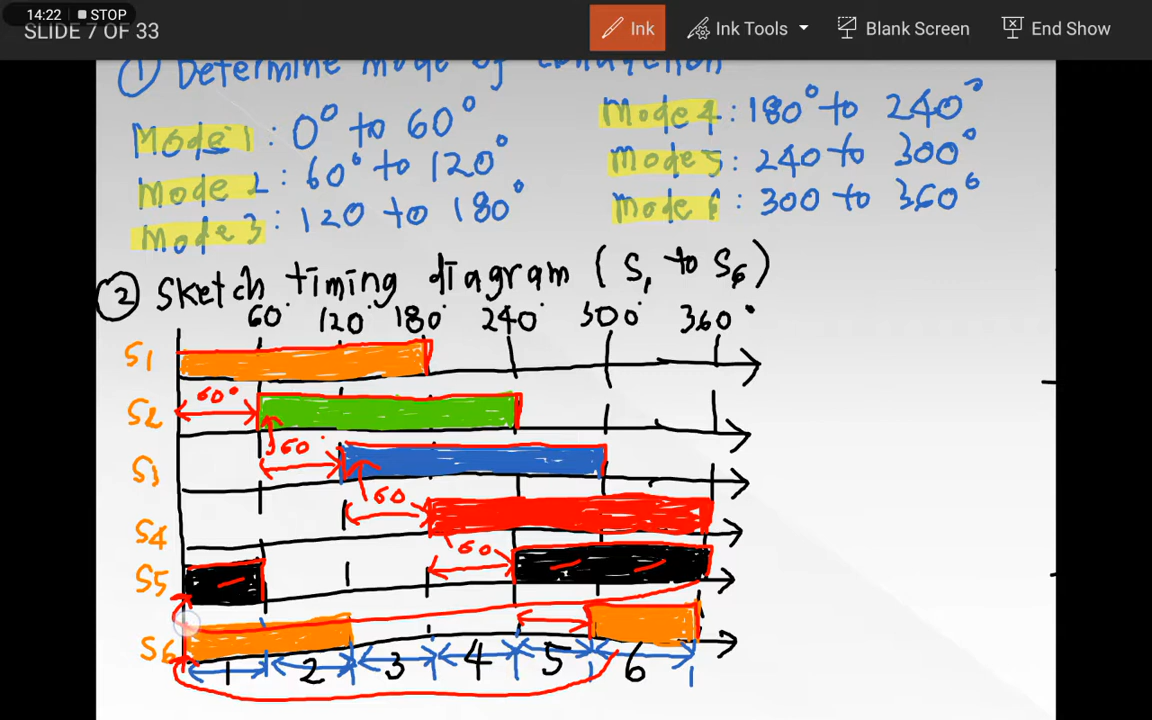 14:22 STOP
SLIDE 7 OF 33
Ink Ink Tools Blank Screen End Show
① Determine mode of conduction
Mode 1 : 0° to 60°
Mode 2 : 60° to 120°
Mode 3 : 120 to 180°
Mode 4 : 180° to 240°
Mode 5 : 240 to 300°
Mode 6 : 300 to 360°
② Sketch timing diagram (S1 to S6)
60° 120° 180° 240° 300° 360°
S1
S2 60°
S3 60°
S4 60
S5 60
S6
1 2 3 4 5 6